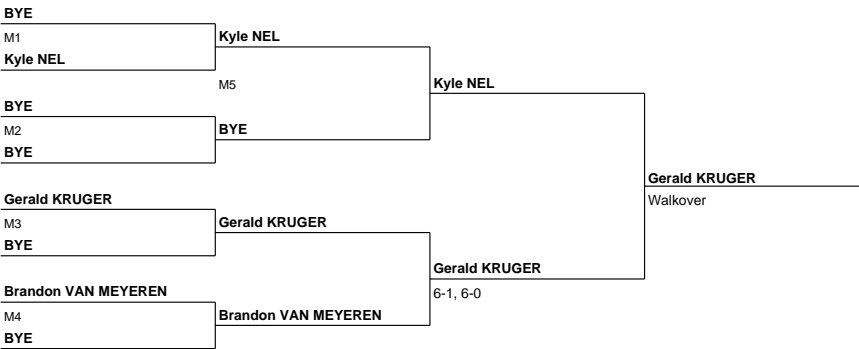 BYE
M1
Kyle NEL
Kyle NEL
M5
Kyle NEL
BYE
M2
BYE
BYE
Gerald KRUGER
Walkover
Gerald KRUGER
M3
BYE
Gerald KRUGER
Gerald KRUGER
6-1, 6-0
Brandon VAN MEYEREN
M4
BYE
Brandon VAN MEYEREN